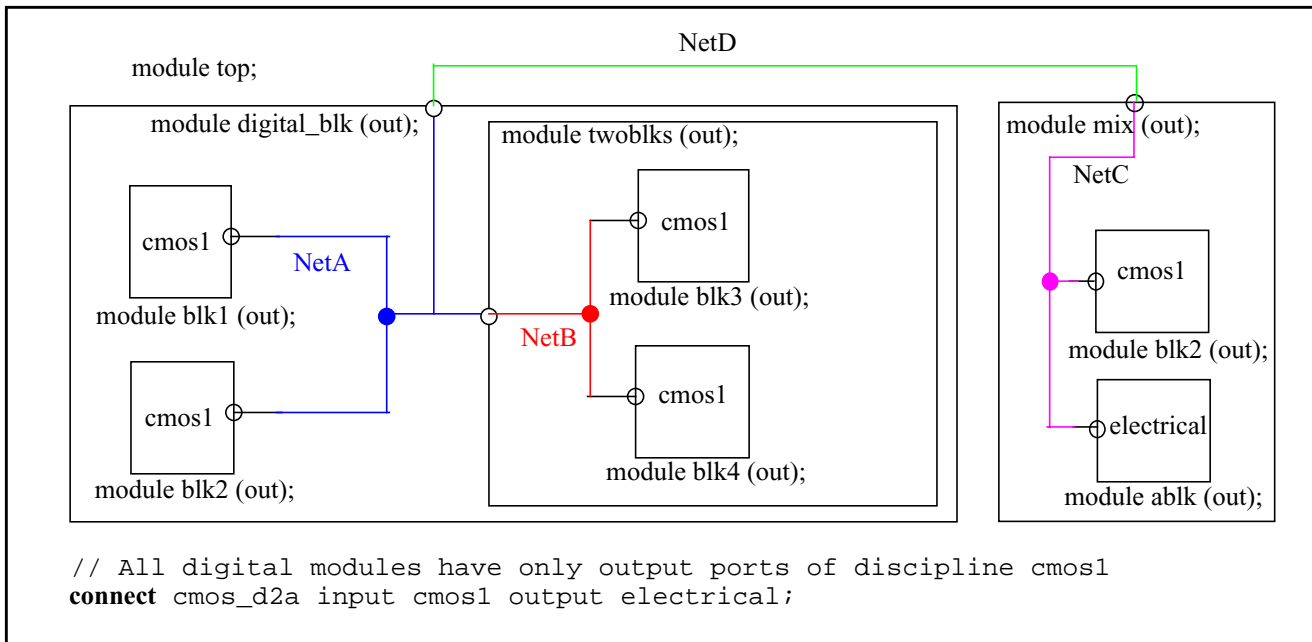 NetD
module top;
module digital_blk (out);
module twoblks (out);
module mix (out);
NetC
cmos1
NetA
module blk1 (out);
cmos1
module blk3 (out);
NetB
cmos1
module blk2 (out);
cmos1
module blk2 (out);
cmos1
module blk4 (out);
electrical
module ablk (out);
// All digital modules have only output ports of discipline cmos1
connect cmos_d2a input cmos1 output electrical;